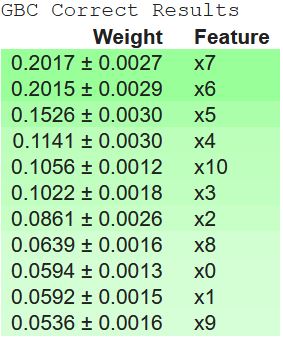 GBC Correct Results
Weight Feature
0.2017 ± 0.0027 x7
0.2015 ± 0.0029 x6
0.1526 ± 0.0030 x5
0.1141 ± 0.0030 x4
0.1056 ± 0.0012 x10
0.1022 ± 0.0018 x3
0.0861 ± 0.0026 x2
0.0639 ± 0.0016 x8
0.0594 ± 0.0013 x0
0.0592 ± 0.0015 x1
0.0536 ± 0.0016 x9